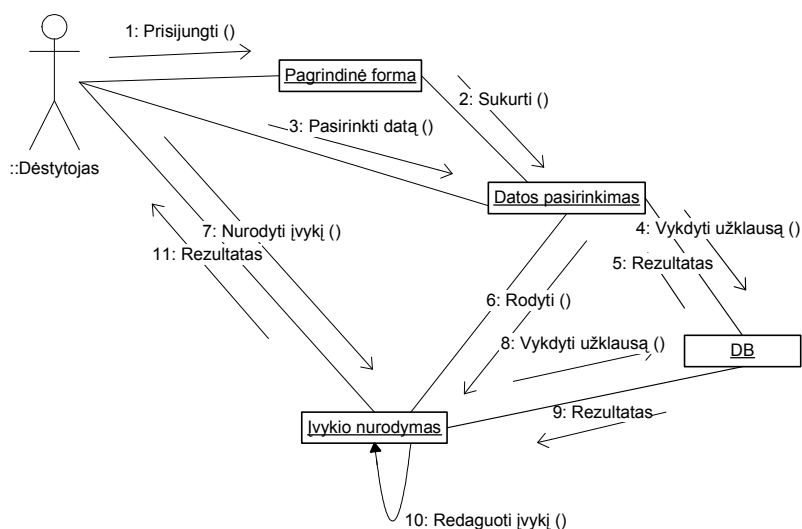 1: Prisijungti ()
Pagrindinė forma
2: Sukurti ()
3: Pasirinkti datą ()
::Dėstytojas
Datos pasirinkimas
4: Vykdyti užklausą ()
7: Nurodyti įvykį ()
11: Rezultatas
5: Rezultatas
6: Rodyti ()
8: Vykdyti užklausą ()
DB
9: Rezultatas
Įvykio nurodymas
10: Redaguoti įvykį ()